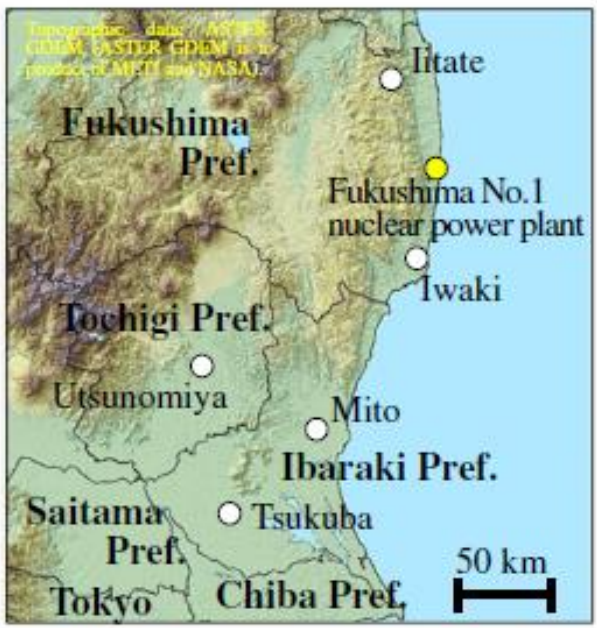 Topographic data: ASTER
GDEM (ASTER GDEM is a
product of METI and NASA).
Iitate
Fukushima
Pref.
Fukushima No.1
nuclear power plant
Iwaki
Tochigi Pref.
Utsunomiya
Mito
Ibaraki Pref.
Saitama
Pref.
Tsukuba
50 km
Tokyo
Chiba Pref.